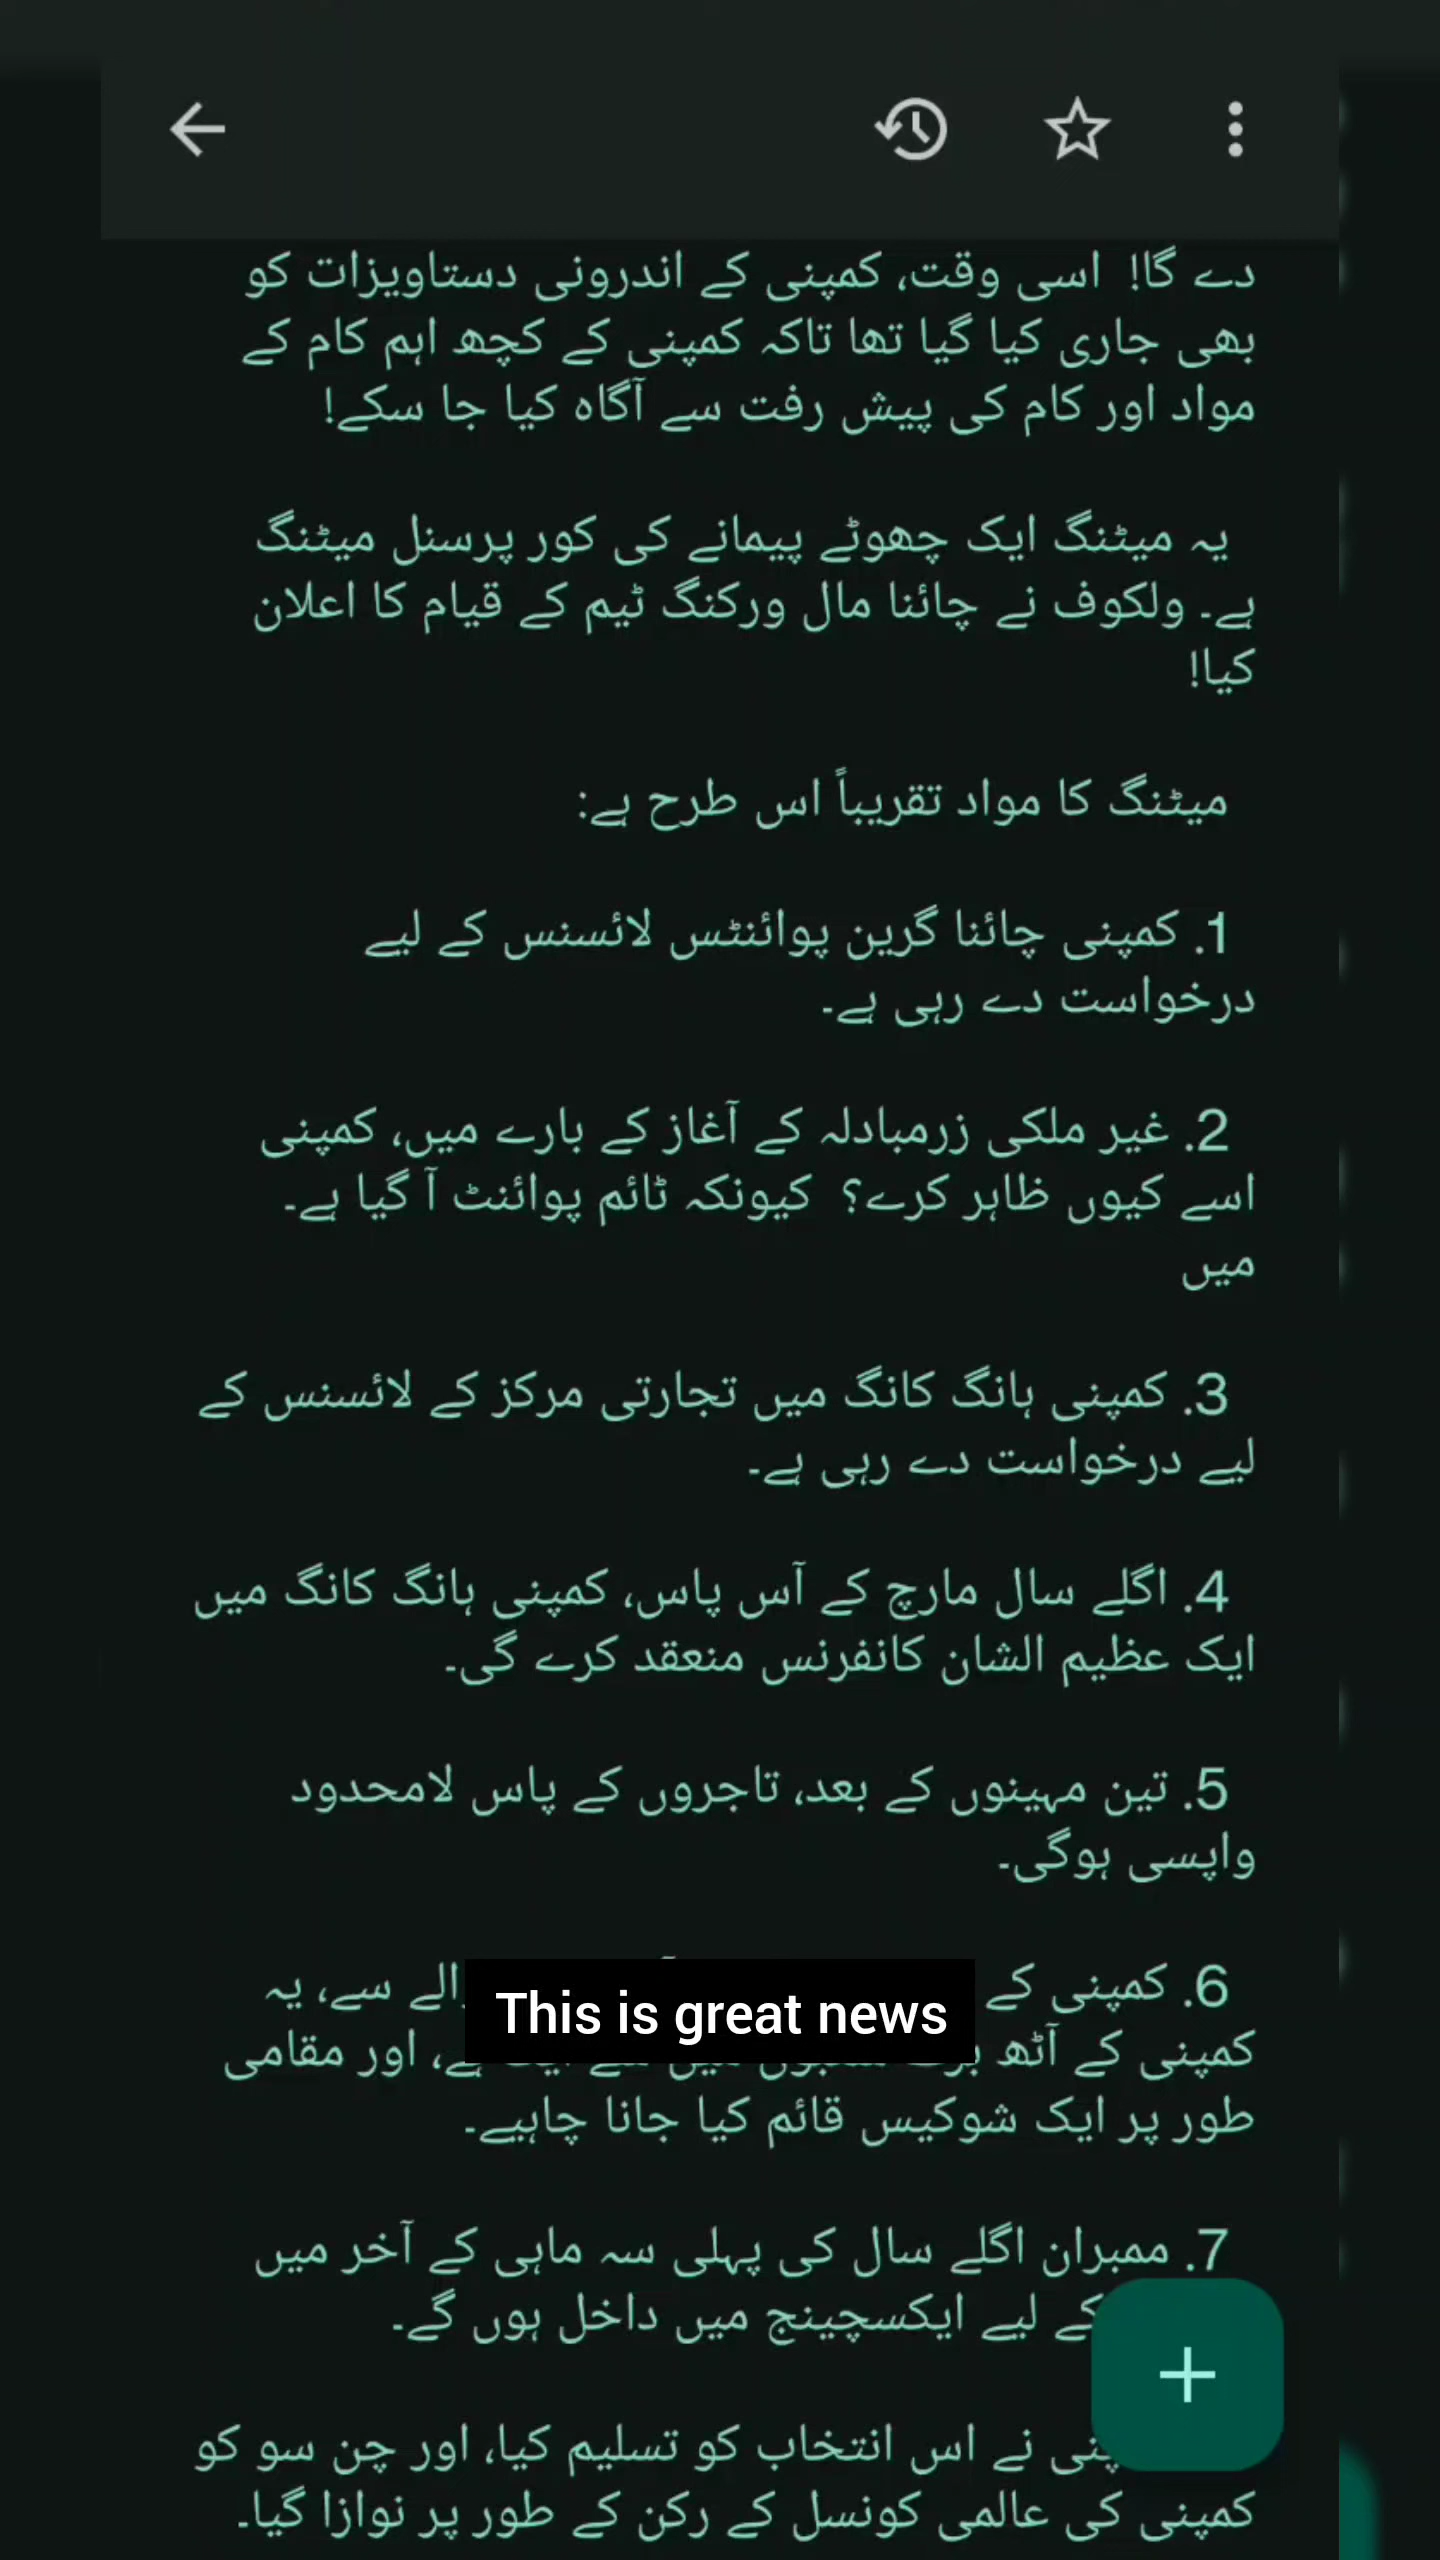 دے گا! اسی وقت، کمپنی کے اندرونی دستاویزات کو
بھی جاری کیا گیا تھا تاکہ کمپنی کے کچھ اہم کام کے
مواد اور کام کی پیش رفت سے آگاہ کیا جا سکے!
یہ میٹنگ ایک چھوٹے پیمانے کی کور پرسنل میٹنگ
ہے۔ ولکوف نے چائنا مال ورکنگ ٹیم کے قیام کا اعلان
کیا!
میٹنگ کا مواد تقریباً اس طرح ہے:
1. کمپنی چائنا گرین پوائنٹس لائسنس کے لیے
درخواست دے رہی ہے۔
2. غیر ملکی زرمبادلہ کے آغاز کے بارے میں، کمپنی
اسے کیوں ظاہر کرے؟ کیونکہ ٹائم پوائنٹ آ گیا ہے۔
میں
3. کمپنی ہانگ کانگ میں تجارتی مرکز کے لائسنس کے
لیے درخواست دے رہی ہے۔
4. اگلے سال مارچ کے آس پاس، کمپنی ہانگ کانگ میں
ایک عظیم الشان کانفرنس منعقد کرے گی۔
5. تین مہینوں کے بعد، تاجروں کے پاس لامحدود
واپسی ہوگی۔
6. کمپنی کے سے، یہ
This is great news
کمپنی کے آٹھ ہے، اور مقامی
طور پر ایک شوکیس قائم کیا جانا چاہیے۔
7. ممبران اگلے سال کی پہلی سہ ماہی کے آخر میں
کے لیے ایکسچینج میں داخل ہوں گے۔
نے اس انتخاب کو تسلیم کیا، اور چن سو کو
کمپنی کی عالمی کونسل کے رکن کے طور پر نوازا گیا۔